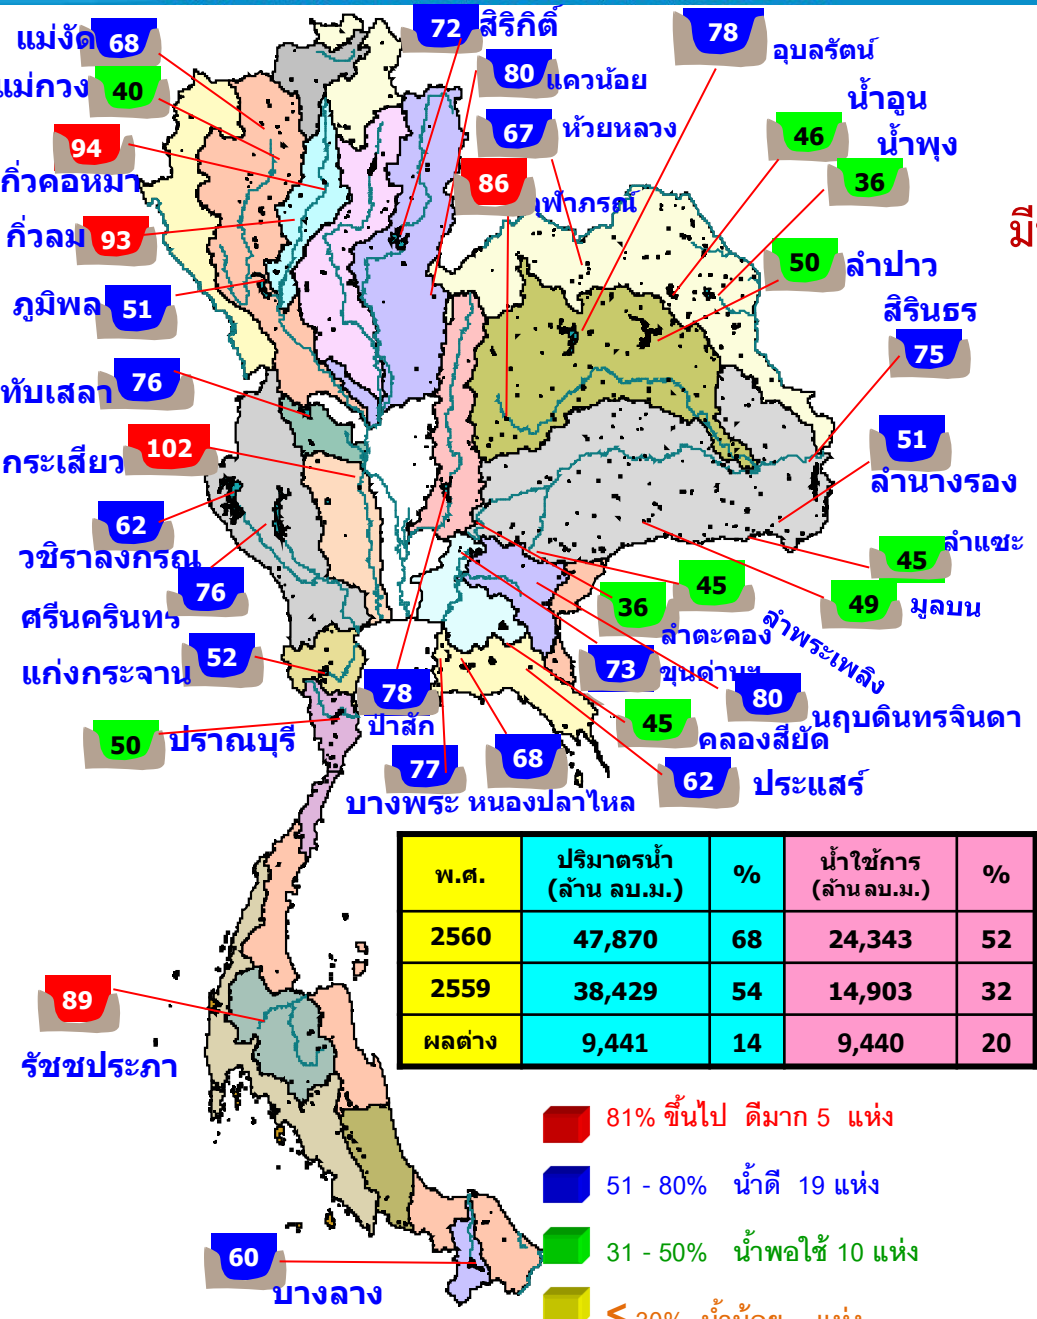 แม่งัด 68
แม่กวง 40
94
กิ่วคอหมา
กิ่วลม 93
ภูมิพล 51
ทับเสลา 76
กระเสียว 102
62
วชิราลงกรณ
76
ศรีนครินทร
แก่งกระจาน 52
50 ปราณบุรี
72 สิริกิติ์
80 แควน้อย
67 ห้วยหลวง
86
ฬาภรณ์
78 อุบลรัตน์
น้ำอูน
46 น้ำพุง
36
มี
50 ลำปาว
สิรินธร
75
51
ลำนางรอง
45 ลำแชะ
49 มูลบน
45
36
ลำตะคอง
ลำพระเพลิง
73 ขุนด่านฯ
80 นฤบดินทรจินดา
45 คลองสียัด
62 ประแสร์
78
ป่าสัก
77
บางพระ
68
หนองปลาไหล
พ.ศ. ปริมาตรน้ำ (ล้าน ลบ.ม.) % น้ำใช้การ (ล้าน ลบ.ม.) %
2560 47,870 68 24,343 52
2559 38,429 54 14,903 32
ผลต่าง 9,441 14 9,440 20
89
รัชชประภา
60
บางลาง
81% ขึ้นไป ดีมาก 5 แห่ง
51 - 80% น้ำดี 19 แห่ง
31 - 50% น้ำพอใช้ 10 แห่ง
≤ 30% น้ำน้อย - แห่ง